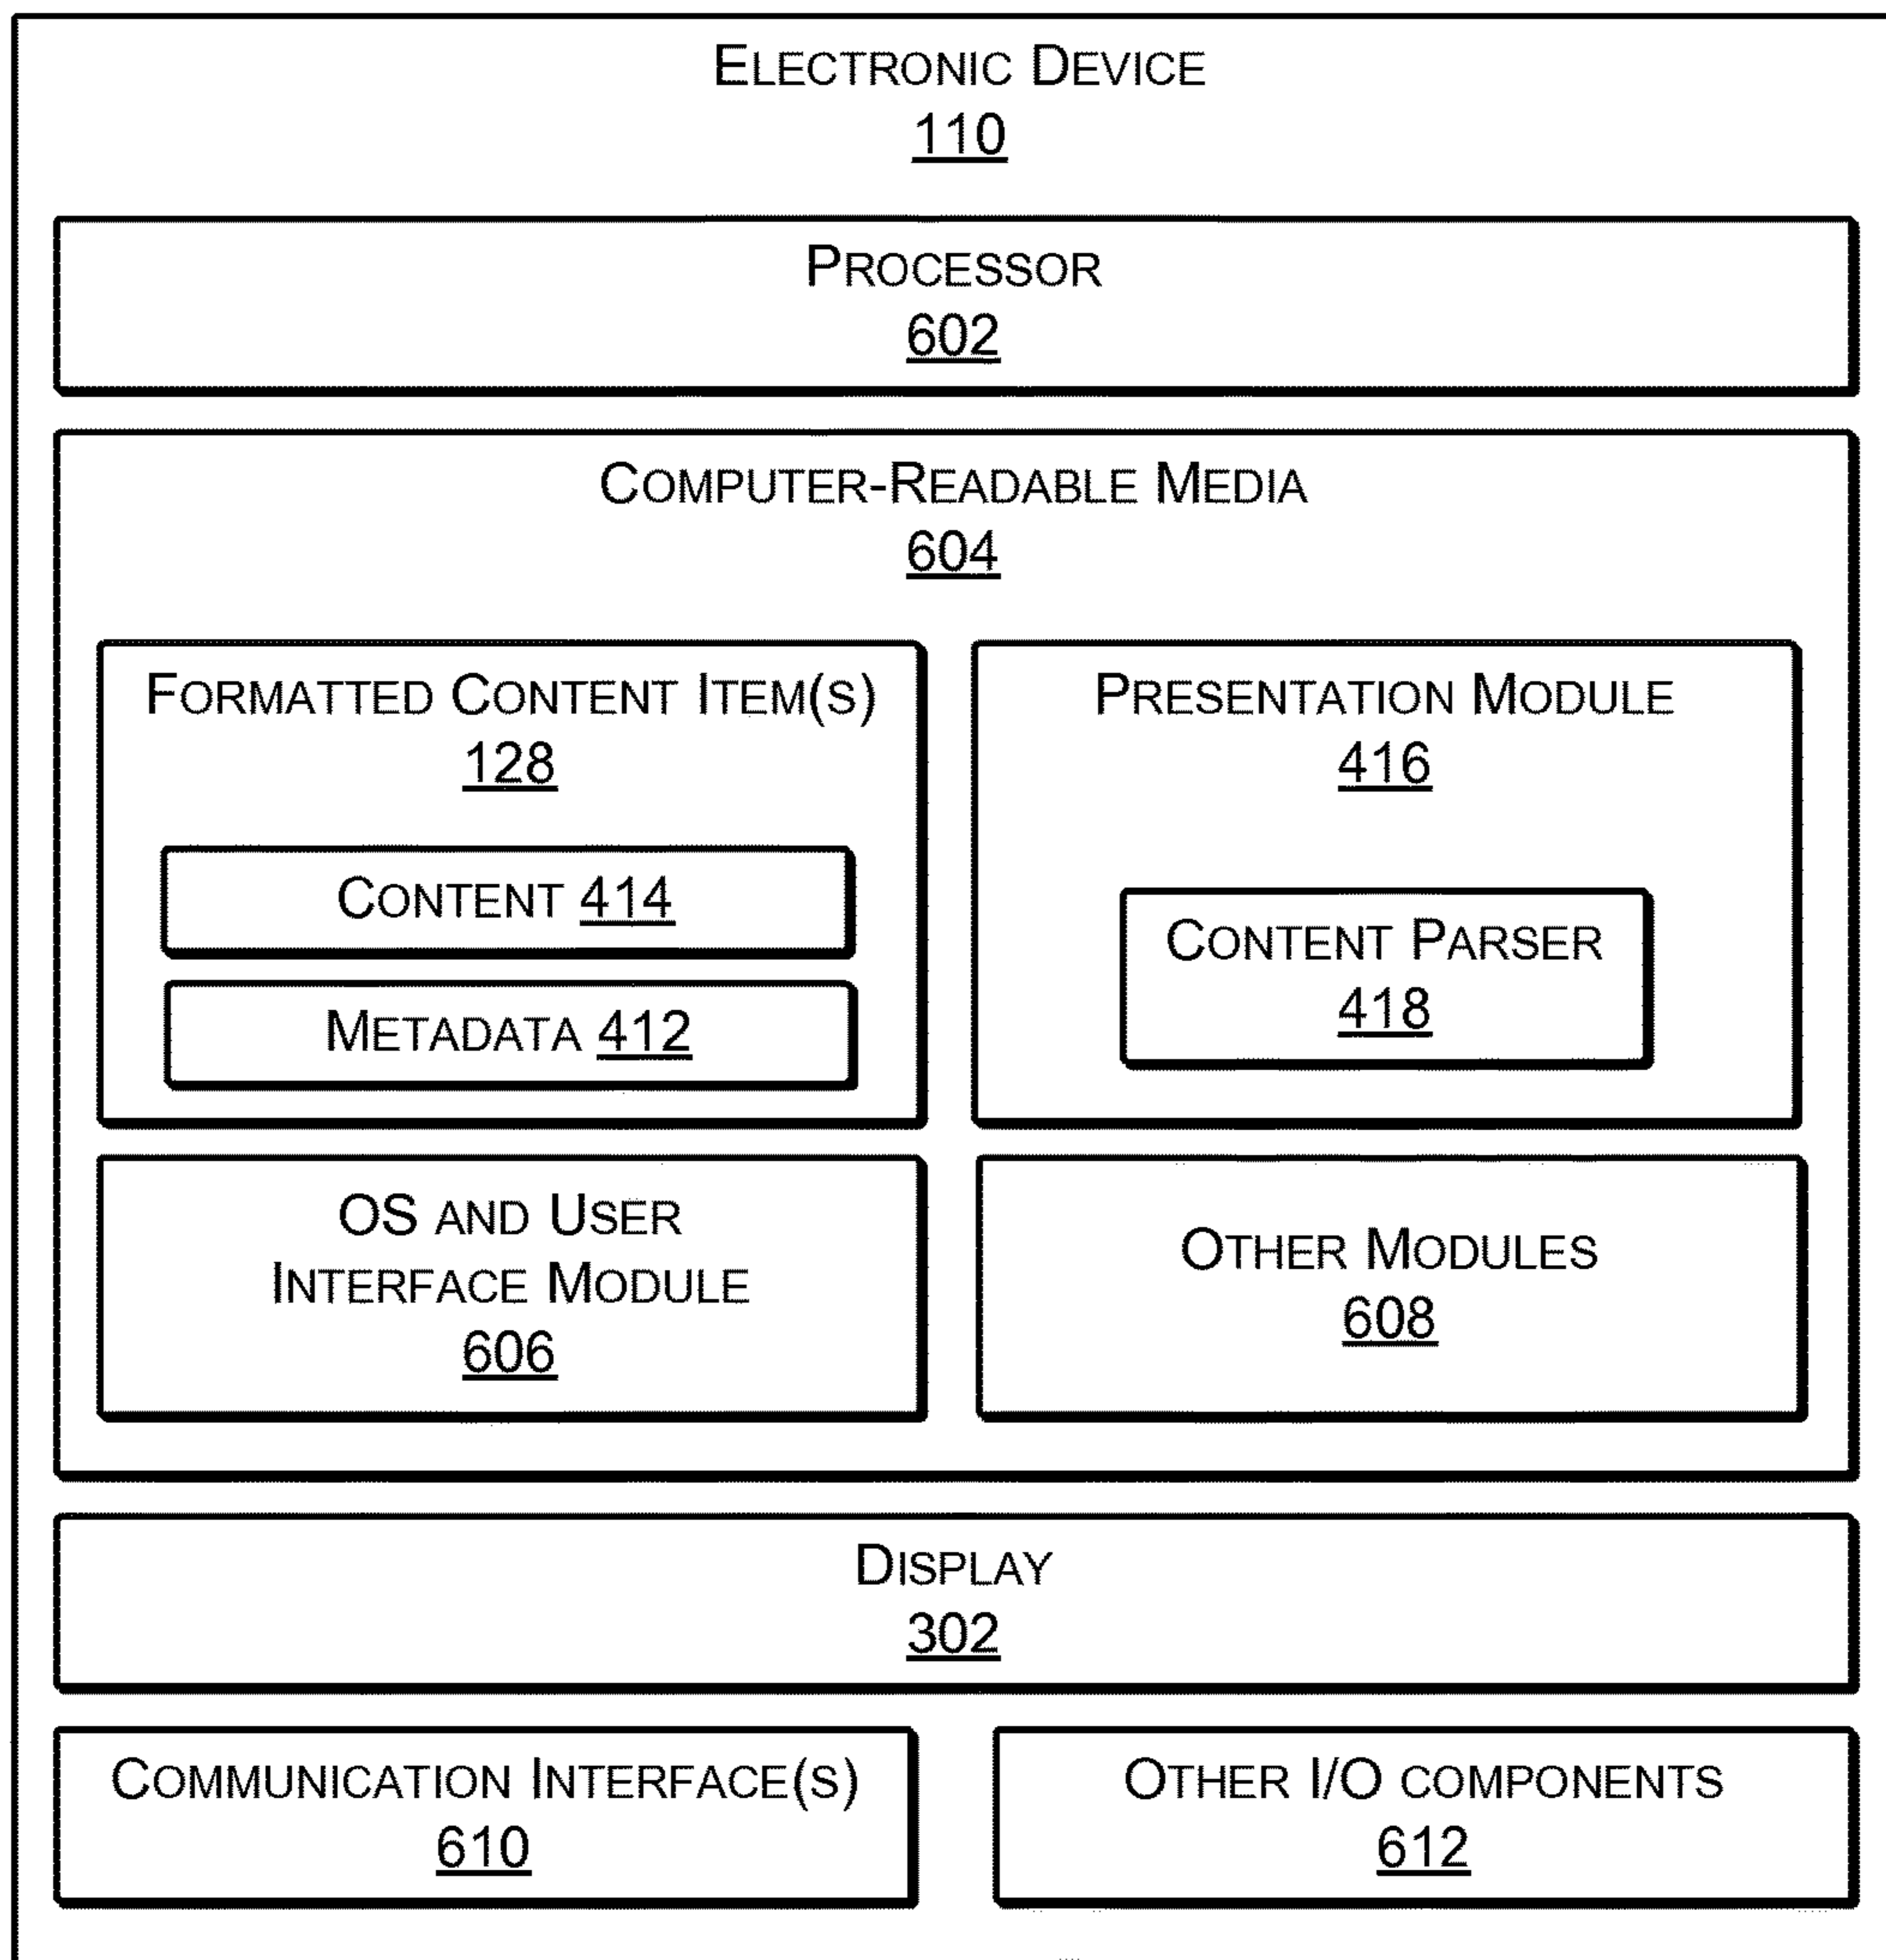 ELECTRONIC DEVICE
110
PROCESSOR
602
COMPUTER-READABLE MEDIA
604
FORMATTED CONTENT ITEM(S)
128
CONTENT 414
METADATA 412
PRESENTATION MODULE
416
CONTENT PARSER
418
OS AND USER
INTERFACE MODULE
606
OTHER MODULES
608
DISPLAY
302
COMMUNICATION INTERFACE(S)
610
OTHER I/O COMPONENTS
612